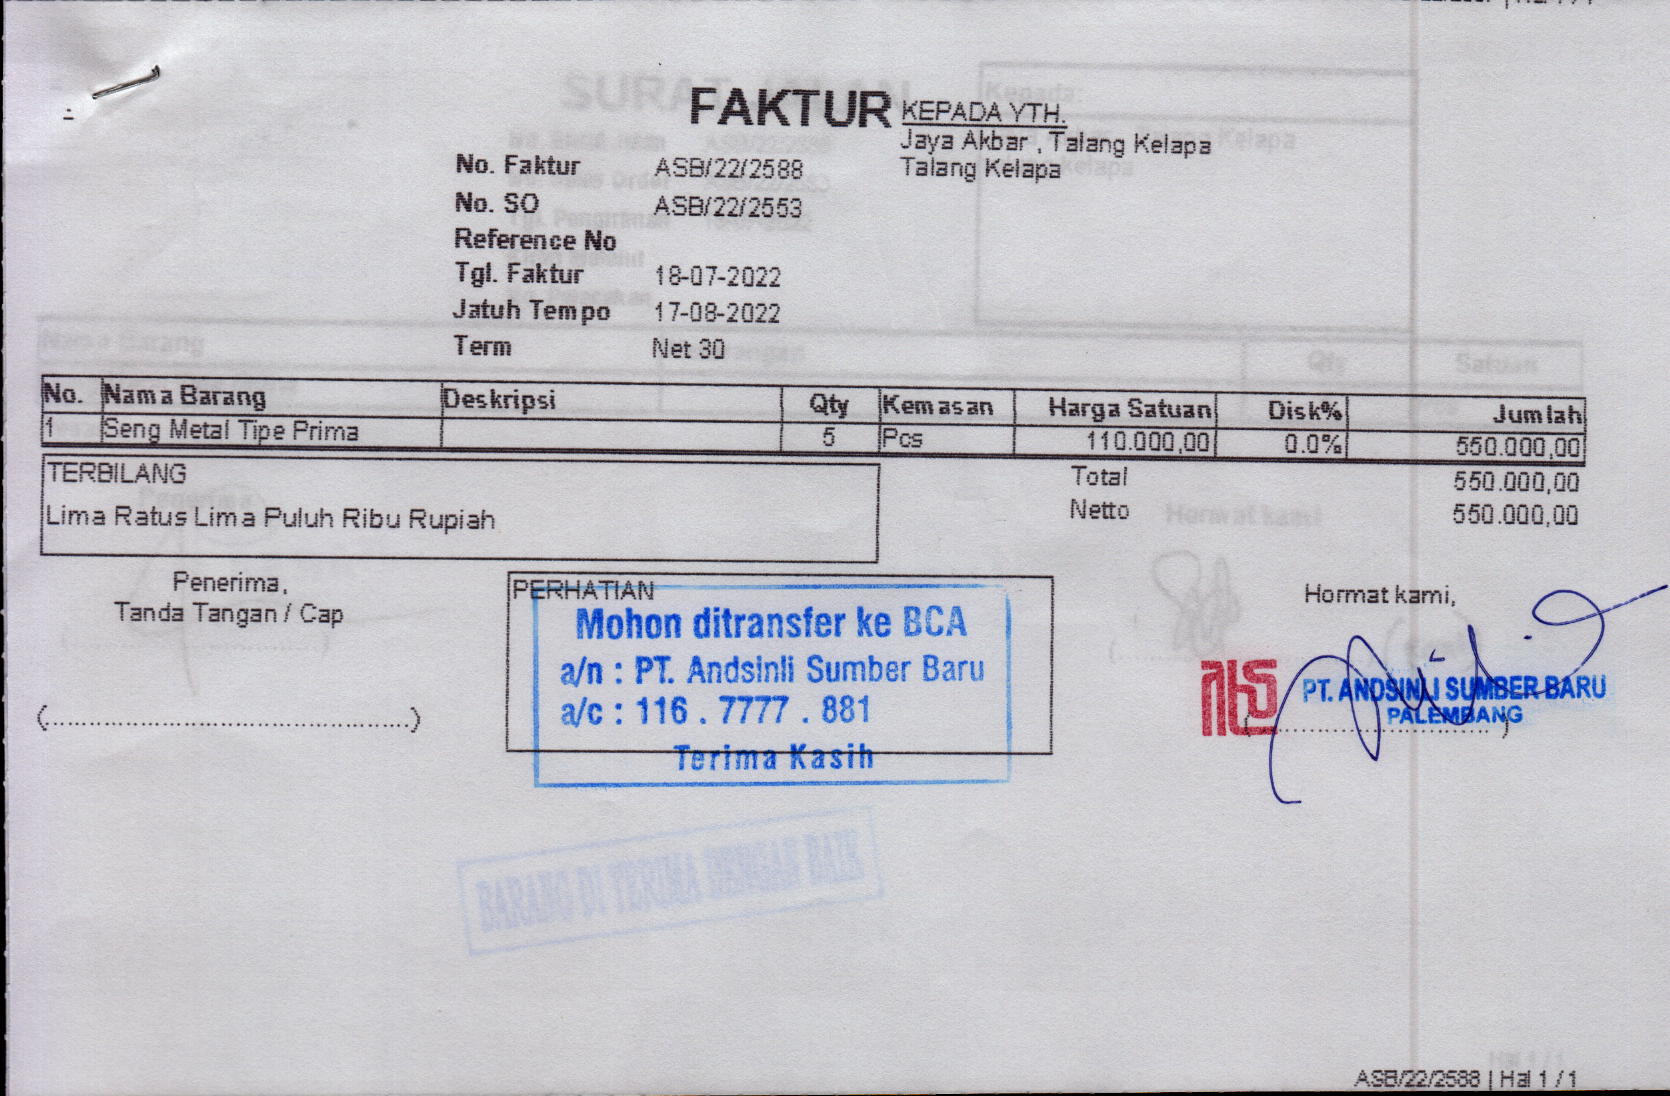 FAKTUR
KEPADA YTH.
Jaya Akbar , Talang Kelapa
Talang Kelapa
No. Faktur ASB/22/2588
No. SO ASB/22/2553
Reference No
Tgl. Faktur 18-07-2022
Jatuh Tempo 17-08-2022
Term Net 30
No. Nama Barang Deskripsi Qty Kemasan Harga Satuan Disk% Jumlah
1 Seng Metal Tipe Prima 5 Pcs 110.000,00 0.0% 550.000,00
TERBILANG
Lima Ratus Lima Puluh Ribu Rupiah
Total 550.000,00
Netto 550.000,00
Penerima,
Tanda Tangan / Cap
(....................................................)
PERHATIAN
Mohon ditransfer ke BCA
a/n : PT. Andsinli Sumber Baru
a/c : 116 . 7777 . 881
Terima Kasih
Hormat kami,
PT. ANDSINLI SUMBER BARU
PALEMBANG
BARANG DI TERIMA DENGAN BAIK
ASB/22/2588 | Hal 1 / 1